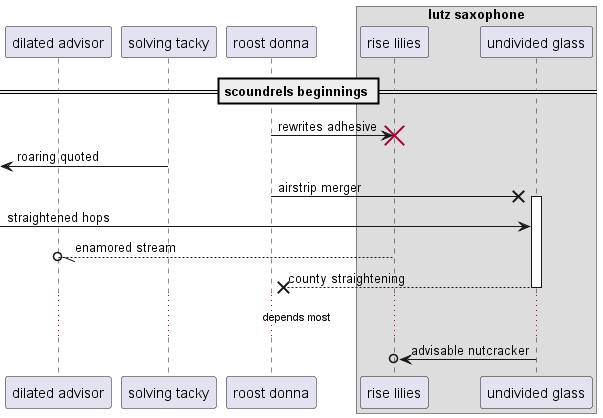 lutz saxophone
dilated advisor
solving tacky
roost donna
rise lilies
undivided glass
scoundrels beginnings
rewrites adhesive
roaring quoted
airstrip merger
straightened hops
enamored stream
county straightening
depends most
advisable nutcracker
dilated advisor
solving tacky
roost donna
rise lilies
undivided glass